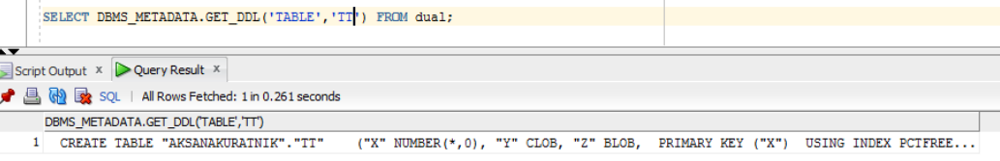 SELECT DBMS_METADATA.GET_DDL('TABLE','TT') FROM dual;
Script Output x Query Result x
SQL | All Rows Fetched: 1 in 0.261 seconds
DBMS_METADATA.GET_DDL('TABLE','TT')
1 CREATE TABLE "AKSANAKURATNIK"."TT" ("X" NUMBER(*,0), "Y" CLOB, "Z" BLOB, PRIMARY KEY ("X") USING INDEX PCTFREE...